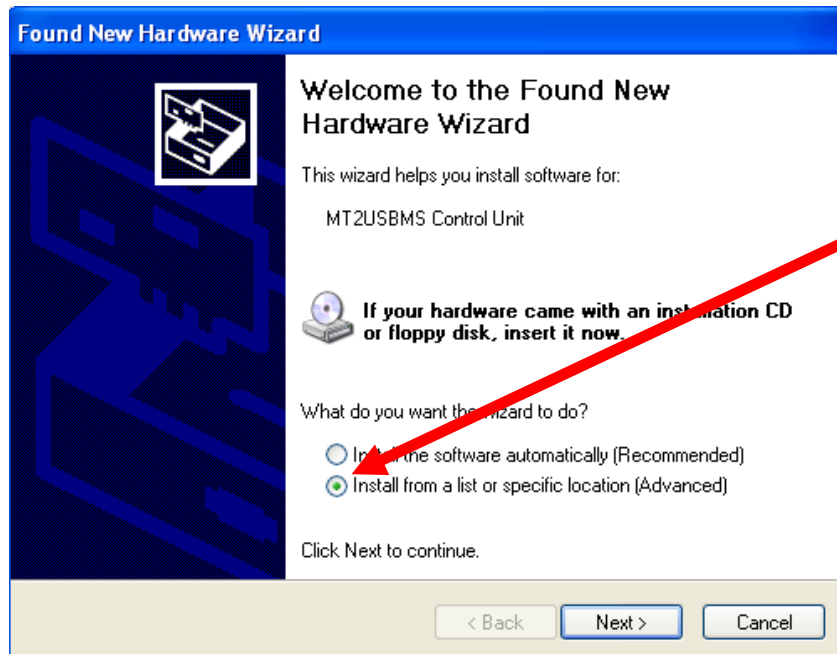 Found New Hardware Wizard
Welcome to the Found New
Hardware Wizard
This wizard helps you install software for:
MT2USBMS Control Unit
If your hardware came with an installation CD
or floppy disk, insert it now.
What do you want the wizard to do?
Install the software automatically (Recommended)
Install from a list or specific location (Advanced)
Click Next to continue.
< Back Next > Cancel